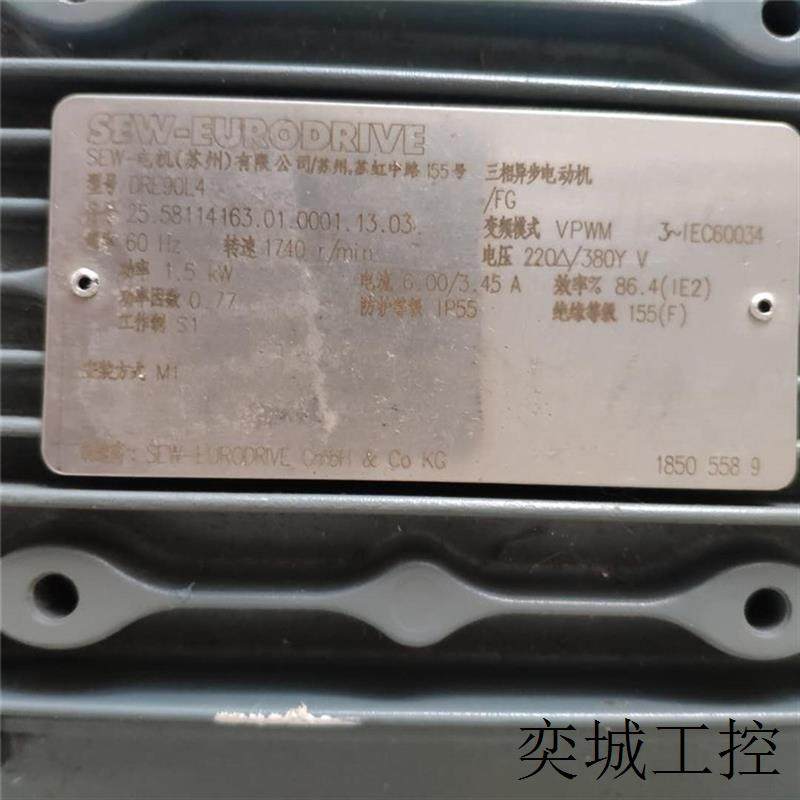 SEW-EURODRIVE
SEW-电机(苏州)有限公司/苏州,苏虹中路 155号 三相异步电动机
型号 DRE90L4 /FG
25.58114163.01.0001.13.03 变频模式 VPWM 3~IEC60034
频率 60 Hz 转速 1740 r/min 电压 220△/380Y V
功率 1.5 kW 电流 6.00/3.45 A 效率% 86.4(IE2)
功率因数 0.77 防护等级 IP55 绝缘等级 155(F)
工作制 S1
安装方式 M1
: SEW-EURODRIVE GmbH & Co KG 1850 558 9
奕城工控